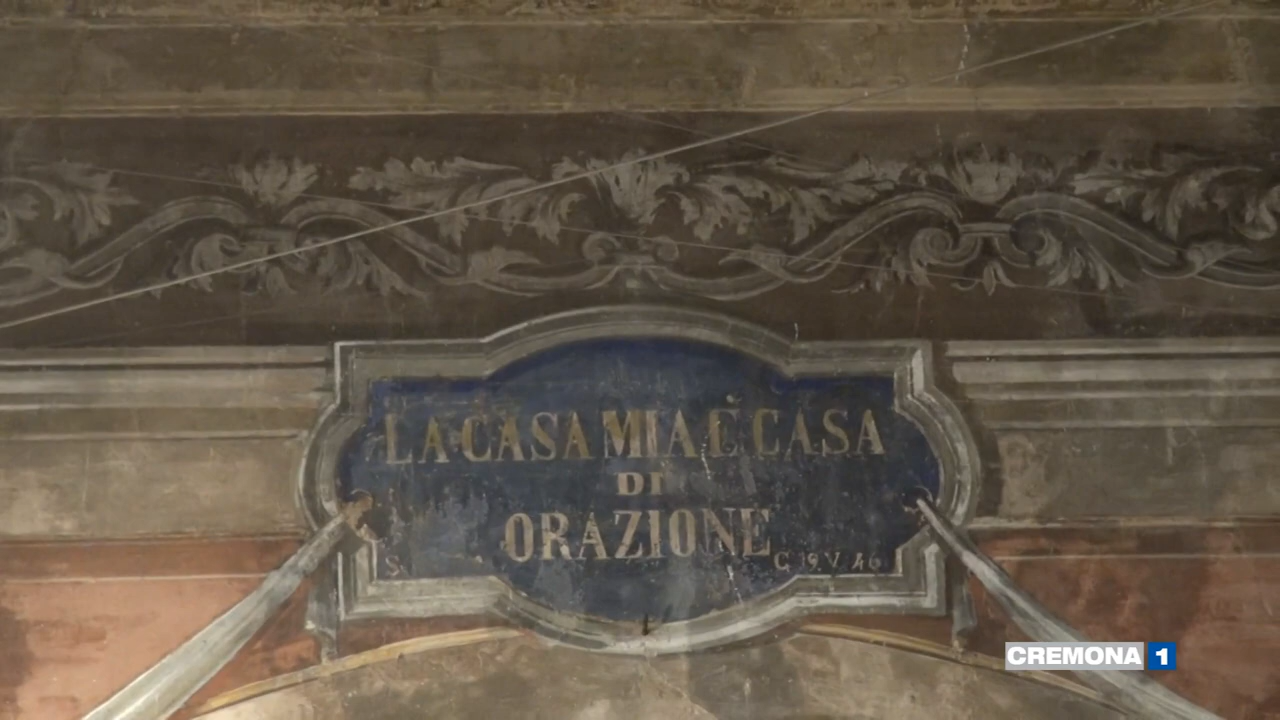 LA CASA MIA È CASA
DI
ORAZIONE
S.
C 19. V. 46
CREMONA 1